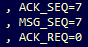 , ACK_SEQ=7
, MSG_SEQ=7
, ACK_REQ=0